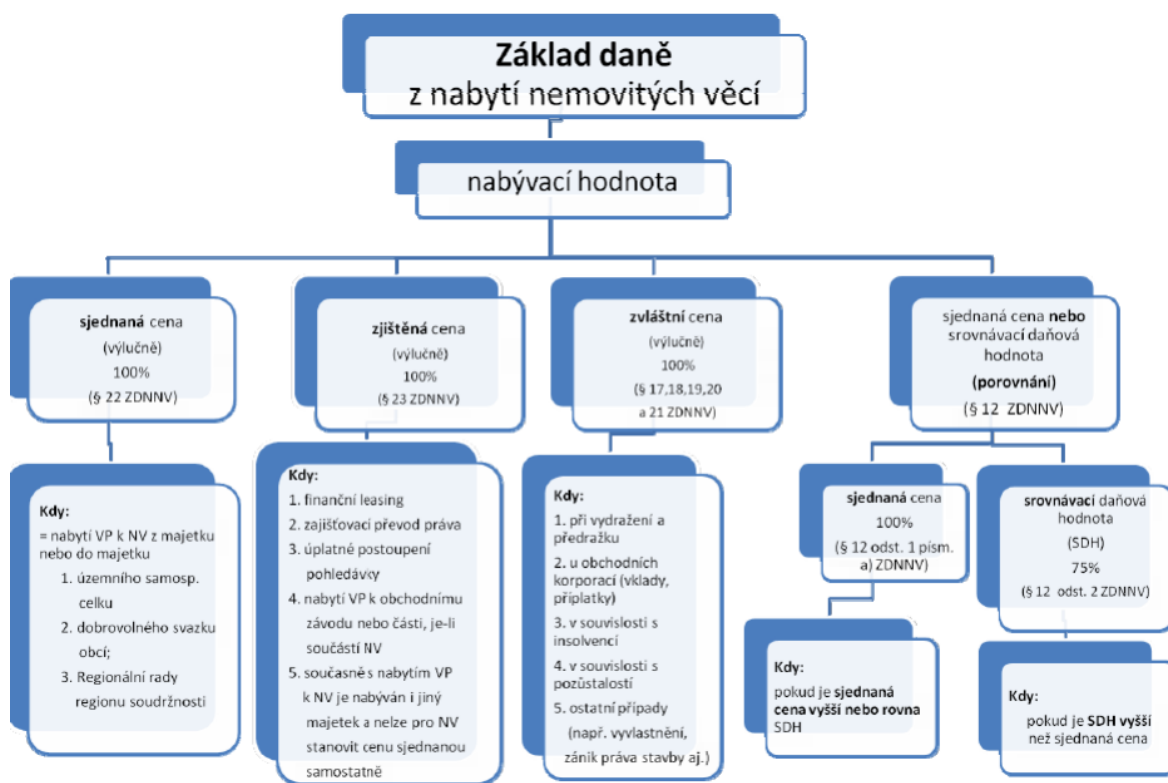 Základ daně
z nabytí nemovitých věcí
nabývací hodnota
sjednaná cena
(výlučně)
100%
(§ 22 ZDNNV)
zjištěná cena
(výlučně)
100%
(§ 23 ZDNNV)
zvláštní cena
(výlučně)
100%
(§ 17,18,19,20
a 21 ZDNNV)
sjednaná cena nebo
srovnávací daňová
hodnota
(porovnání)
(§ 12 ZDNNV)
Kdy:
= nabytí VP k NV z majetku
nebo do majetku
1. územního samosp.
celku
2. dobrovolného svazku
obcí;
3. Regionální rady
regionu soudržnosti
Kdy:
1. finanční leasing
2. zajišťovací převod práva
3. úplatné postoupení
pohledávky
4. nabytí VP k obchodnímu
závodu nebo části, je-li
součástí NV
5. současně s nabytím VP
k NV je nabýván i jiný
majetek a nelze pro NV
stanovit cenu sjednanou
samostatně
Kdy:
1. při vydražení a
předražku
2. u obchodních
korporací (vklady,
příplatky)
3. v souvislosti s
insolvencí
4. v souvislosti s
pozůstalostí
5. ostatní případy
(např. vyvlastnění,
zánik práva stavby aj.)
sjednaná cena
100%
(§ 12 odst. 1 písm.
a) ZDNNV)
srovnávací daňová
hodnota
(SDH)
75%
(§ 12 odst. 2 ZDNNV)
Kdy:
pokud je sjednaná
cena vyšší nebo rovna
SDH
Kdy:
pokud je SDH vyšší
než sjednaná cena